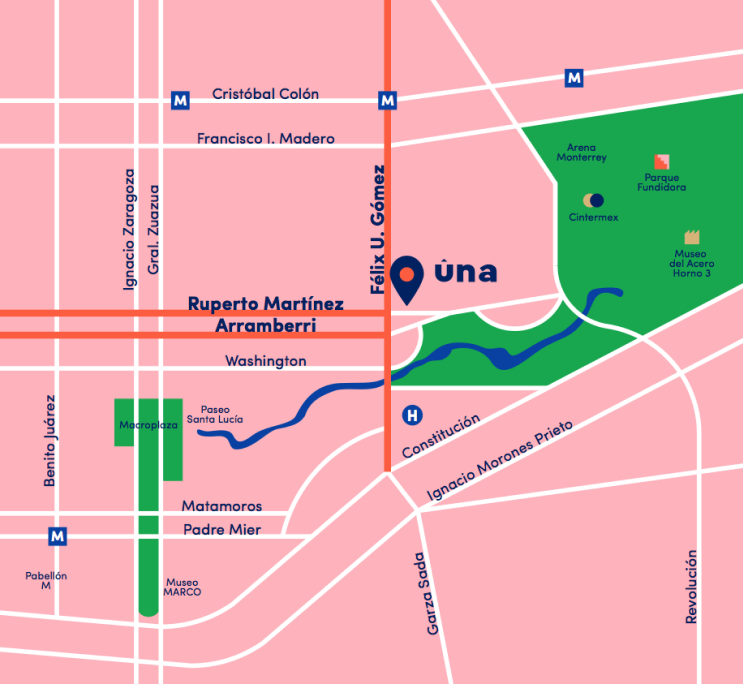 M
Cristóbal Colón
M
M
Francisco I. Madero
Arena
Monterrey
Parque
Fundidora
Cintermex
Museo
del Acero
Horno 3
Ignacio Zaragoza
Gral. Zuazua
Félix U. Gómez
ûna
Ruperto Martínez
Arramberri
Washington
Benito Juárez
Macroplaza
Paseo
Santa Lucía
H
Constitución
Ignacio Morones Prieto
Matamoros
Padre Mier
M
Pabellón
M
Museo
MARCO
Garza Sada
Revolución